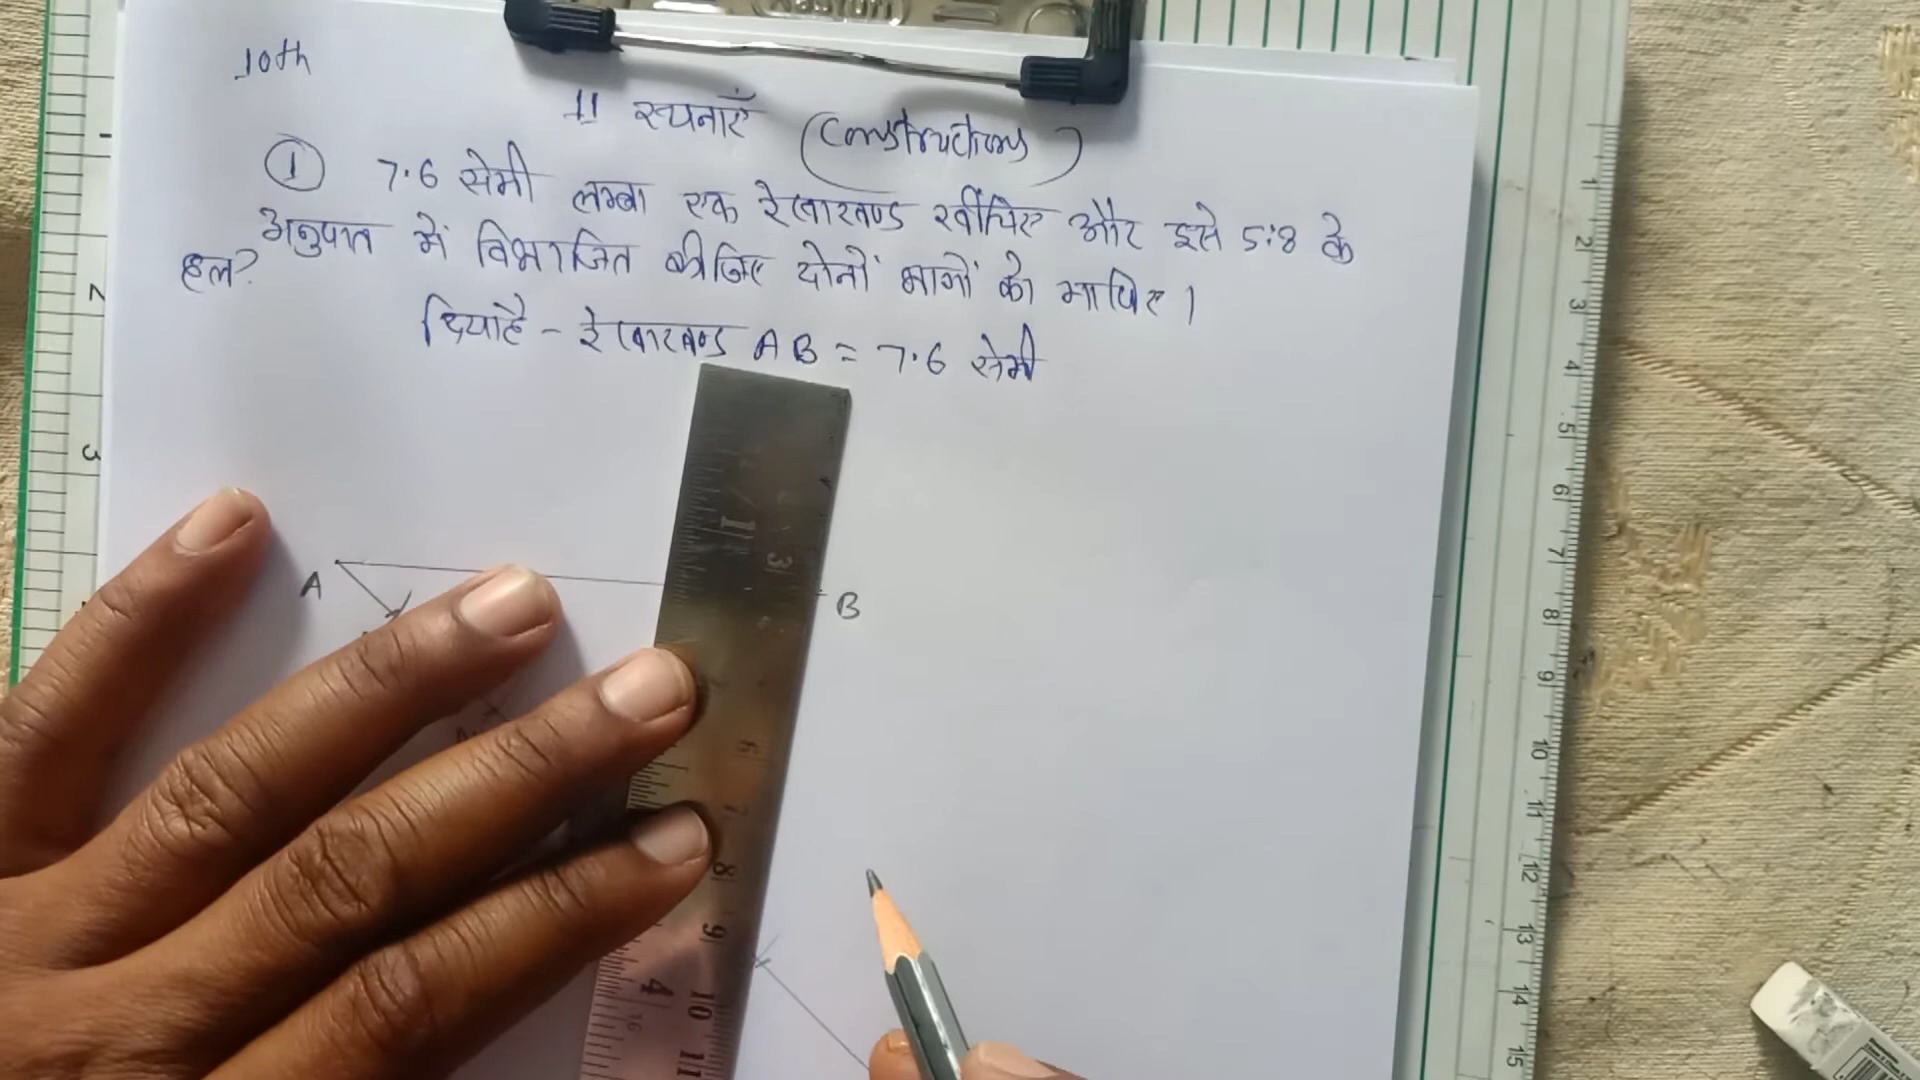 10th
11 रचनाएँ (Constructions)
① 7.6 सेमी लम्बा एक रेखाखण्ड खींचिए और इसे 5:8 के
अनुपात में विभाजित कीजिए दोनों भागों को मापिए।
हल?
दियाहै - रेखाखण्ड AB = 7.6 सेमी
A
B